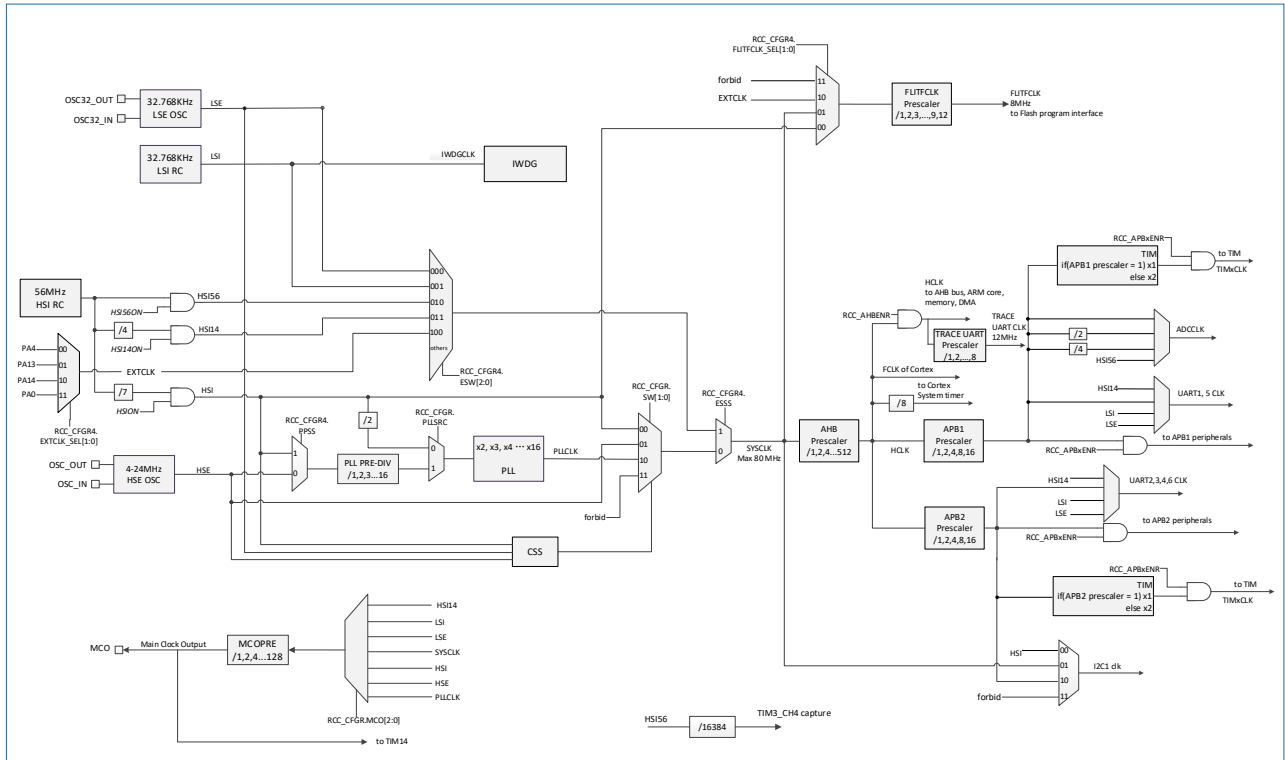 RCC_CFGR4.
FLITFCLK_SEL[1:0]
forbid
11
EXTCLK
10
01
00
FLITFCLK
Prescaler
/1,2,3,...,9,12
FLITFCLK
8MHz
to Flash program interface
OSC32_OUT
OSC32_IN
32.768KHz
LSE OSC
LSE
32.768KHz
LSI RC
LSI
IWDGCLK
IWDG
56MHz
HSI RC
HSI56ON
HSI56
/4
HSI14ON
HSI14
PA4
PA13
PA14
PA0
00
01
10
11
EXTCLK
RCC_CFGR4.
EXTCLK_SEL[1:0]
/7
HSION
HSI
000
001
010
011
100
others
RCC_CFGR4.
ESW[2:0]
OSC_OUT
OSC_IN
4-24MHz
HSE OSC
HSE
RCC_CFGR4.
PPSS
1
0
PLL PRE-DIV
/1,2,3...16
/2
RCC_CFGR.
PLLSRC
0
1
x2, x3, x4 ··· x16
PLL
PLLCLK
RCC_CFGR.
SW[1:0]
00
01
10
11
forbid
CSS
RCC_CFGR4.
ESSS
1
0
SYSCLK
Max 80 MHz
AHB
Prescaler
/1,2,4...512
HCLK
to AHB bus, ARM core,
memory, DMA
RCC_AHBENR
TRACE UART
Prescaler
/1,2,...,8
TRACE
UART CLK
12MHz
FCLK of Cortex
/8
to Cortex
System timer
HCLK
APB1
Prescaler
/1,2,4,8,16
APB2
Prescaler
/1,2,4,8,16
RCC_APBxENR
TIM
if(APB1 prescaler = 1) x1
else x2
to TIM
TIMxCLK
/2
/4
HSI56
ADCCLK
HSI14
LSI
LSE
UART1, 5 CLK
to APB1 peripherals
RCC_APBxENR
HSI14
LSI
LSE
UART2,3,4,6 CLK
to APB2 peripherals
RCC_APBxENR
RCC_APBxENR
TIM
if(APB2 prescaler = 1) x1
else x2
to TIM
TIMxCLK
HSI
00
01
10
forbid
11
I2C1 clk
MCO
Main Clock Output
MCOPRE
/1,2,4...128
HSI14
LSI
LSE
SYSCLK
HSI
HSE
PLLCLK
RCC_CFGR.MCO[2:0]
to TIM14
HSI56
/16384
TIM3_CH4 capture